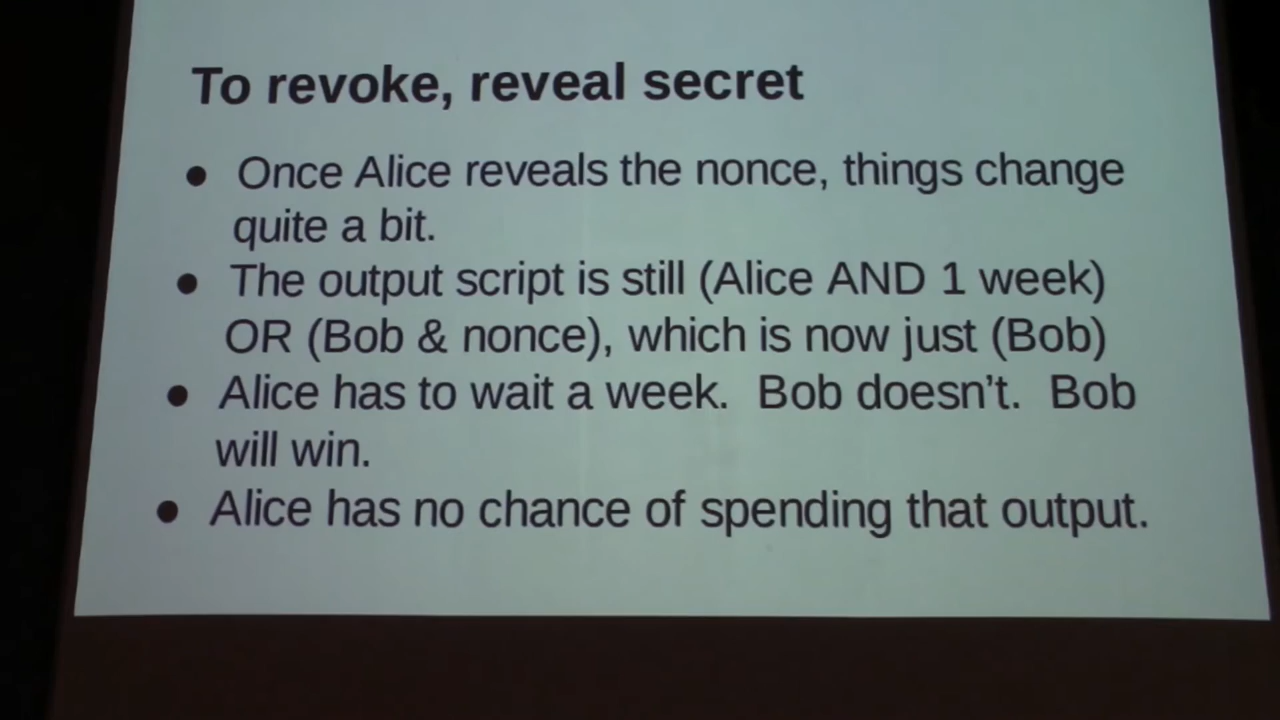 To revoke, reveal secret
● Once Alice reveals the nonce, things change
quite a bit.
● The output script is still (Alice AND 1 week)
OR (Bob & nonce), which is now just (Bob)
● Alice has to wait a week.  Bob doesn’t.  Bob
will win.
● Alice has no chance of spending that output.